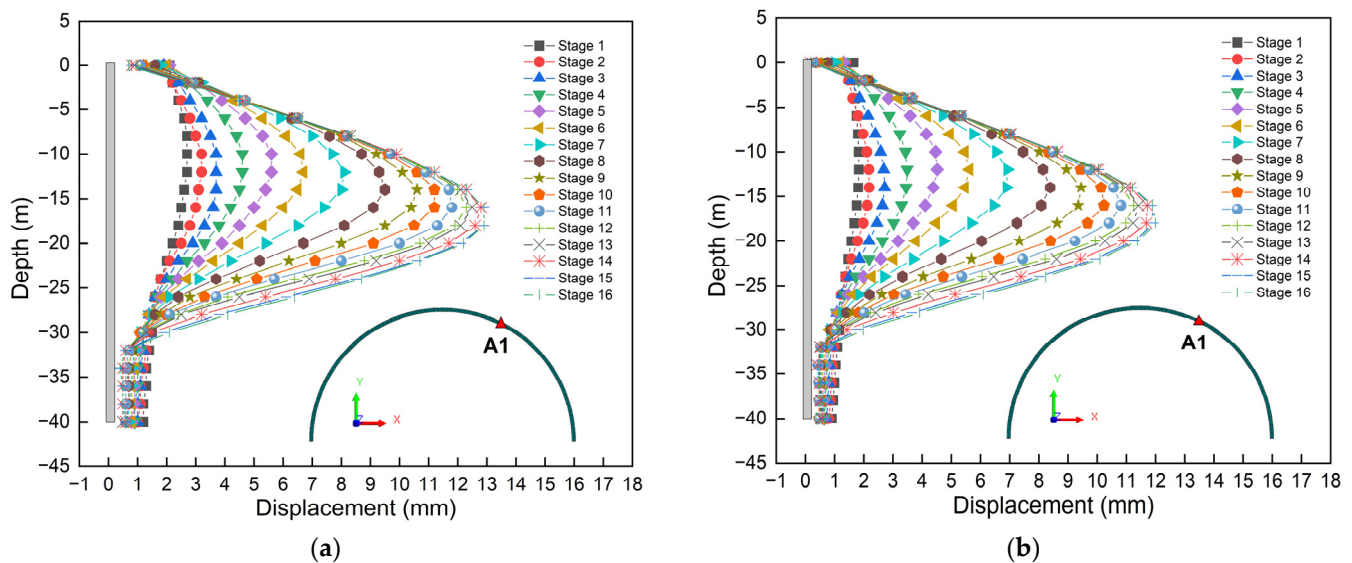 5
0
−5
−10
−15
−20
−25
−30
−35
−40
−45
Depth (m)
−1 0 1 2 3 4 5 6 7 8 9 10 11 12 13 14 15 16 17 18
Displacement (mm)
Stage 1
Stage 2
Stage 3
Stage 4
Stage 5
Stage 6
Stage 7
Stage 8
Stage 9
Stage 10
Stage 11
Stage 12
Stage 13
Stage 14
Stage 15
Stage 16
A1
Y
Z
X
(a)
5
0
−5
−10
−15
−20
−25
−30
−35
−40
−45
Depth (m)
−1 0 1 2 3 4 5 6 7 8 9 10 11 12 13 14 15 16 17 18
Displacement (mm)
Stage 1
Stage 2
Stage 3
Stage 4
Stage 5
Stage 6
Stage 7
Stage 8
Stage 9
Stage 10
Stage 11
Stage 12
Stage 13
Stage 14
Stage 15
Stage 16
A1
Y
Z
X
(b)